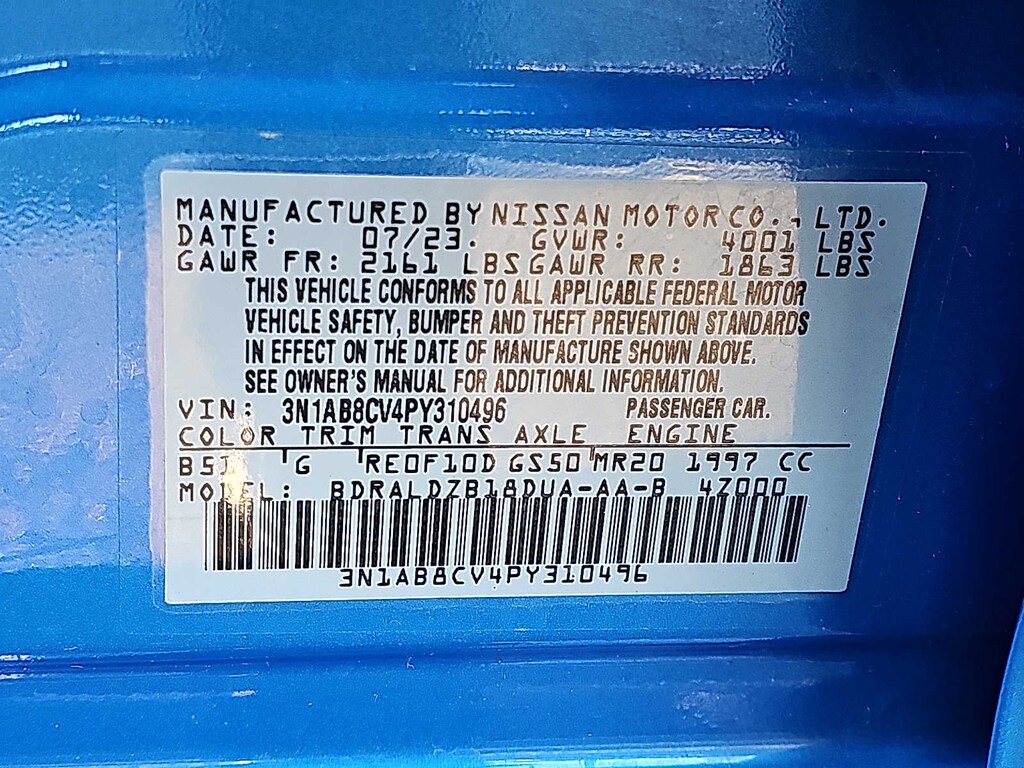 MANUFACTURED BY NISSAN MOTOR CO., LTD.
DATE: 07/23. GVWR: 4001 LBS
GAWR FR: 2161 LBS GAWR RR: 1863 LBS
THIS VEHICLE CONFORMS TO ALL APPLICABLE FEDERAL MOTOR
VEHICLE SAFETY, BUMPER AND THEFT PREVENTION STANDARDS
IN EFFECT ON THE DATE OF MANUFACTURE SHOWN ABOVE.
SEE OWNER'S MANUAL FOR ADDITIONAL INFORMATION.
VIN: 3N1AB8CV4PY310496 PASSENGER CAR.
COLOR TRIM TRANS AXLE ENGINE
G RE0F10D GS50 MR20 1997 CC
MODEL: BDRALDZB18DUA-AA-B 4Z000
3N1AB8CV4PY310496